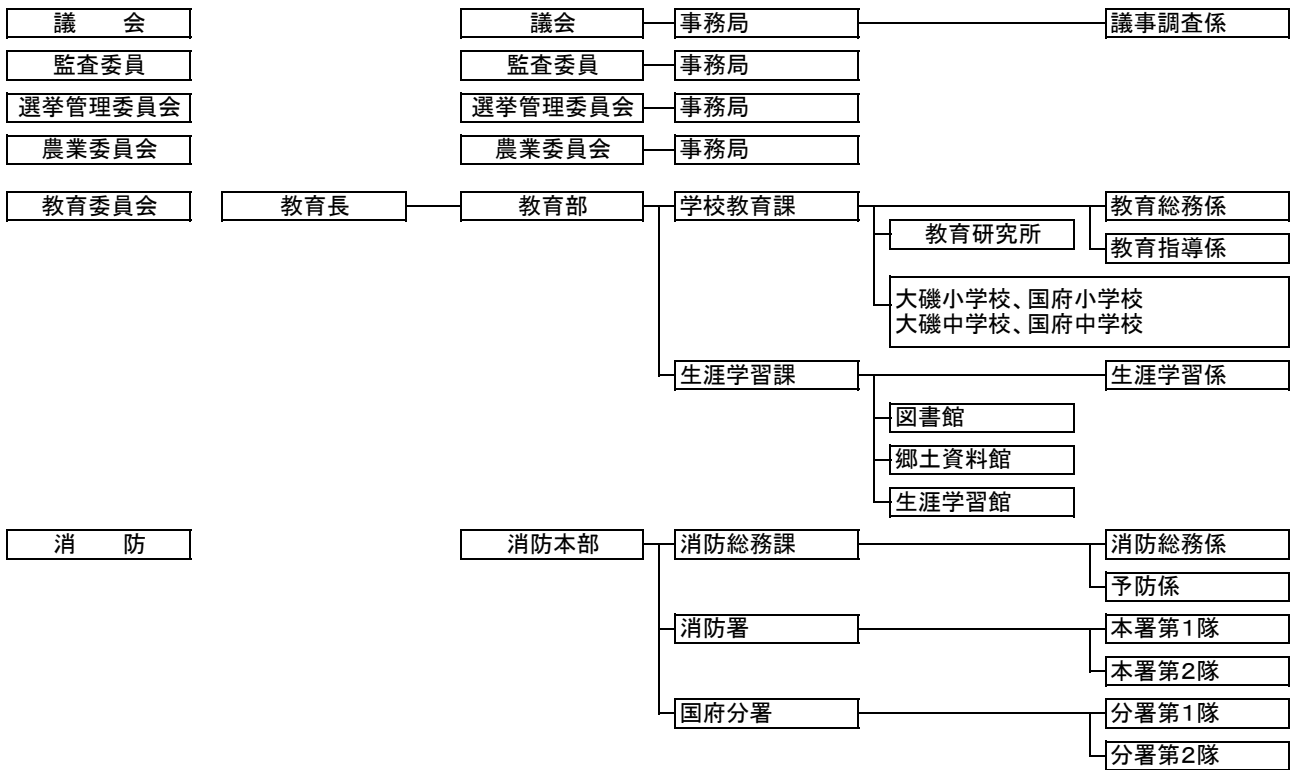 議　会　議会　事務局　議事調査係
監査委員　監査委員　事務局
選挙管理委員会　選挙管理委員会　事務局
農業委員会　農業委員会　事務局
教育委員会　教育長　教育部　学校教育課　教育総務係
教育研究所
教育指導係
大磯小学校、国府小学校
大磯中学校、国府中学校
生涯学習課　生涯学習係
図書館
郷土資料館
生涯学習館
消　防　消防本部　消防総務課　消防総務係
予防係
消防署　本署第1隊
本署第2隊
国府分署　分署第1隊
分署第2隊